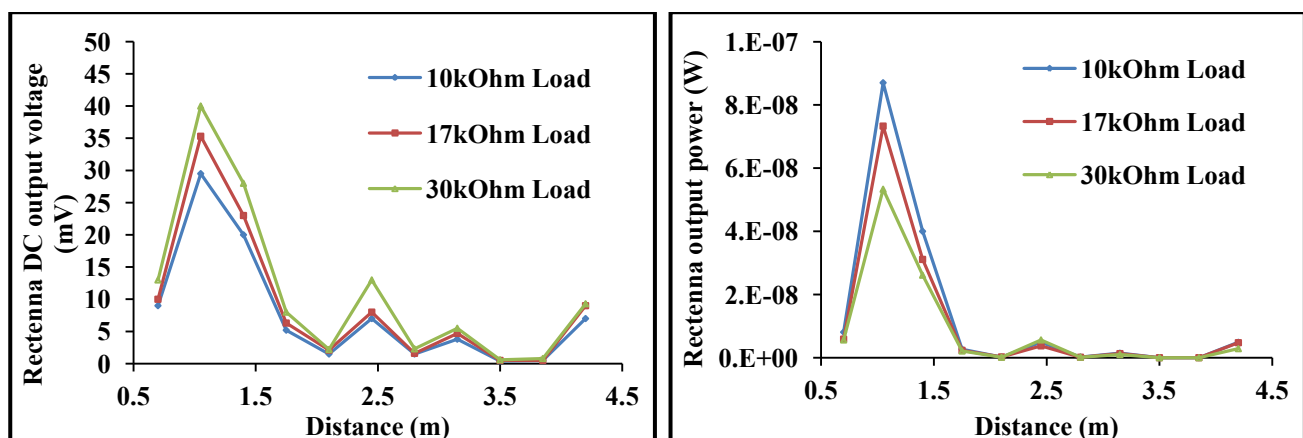 Rectenna DC output voltage
(mV)
50
45
40
35
30
25
20
15
10
5
0
10kOhm Load
17kOhm Load
30kOhm Load
0.5
1.5
2.5
3.5
4.5
Distance (m)
Rectenna output power (W)
1.E-07
8.E-08
6.E-08
4.E-08
2.E-08
0.E+00
10kOhm Load
17kOhm Load
30kOhm Load
0.5
1.5
2.5
3.5
4.5
Distance (m)